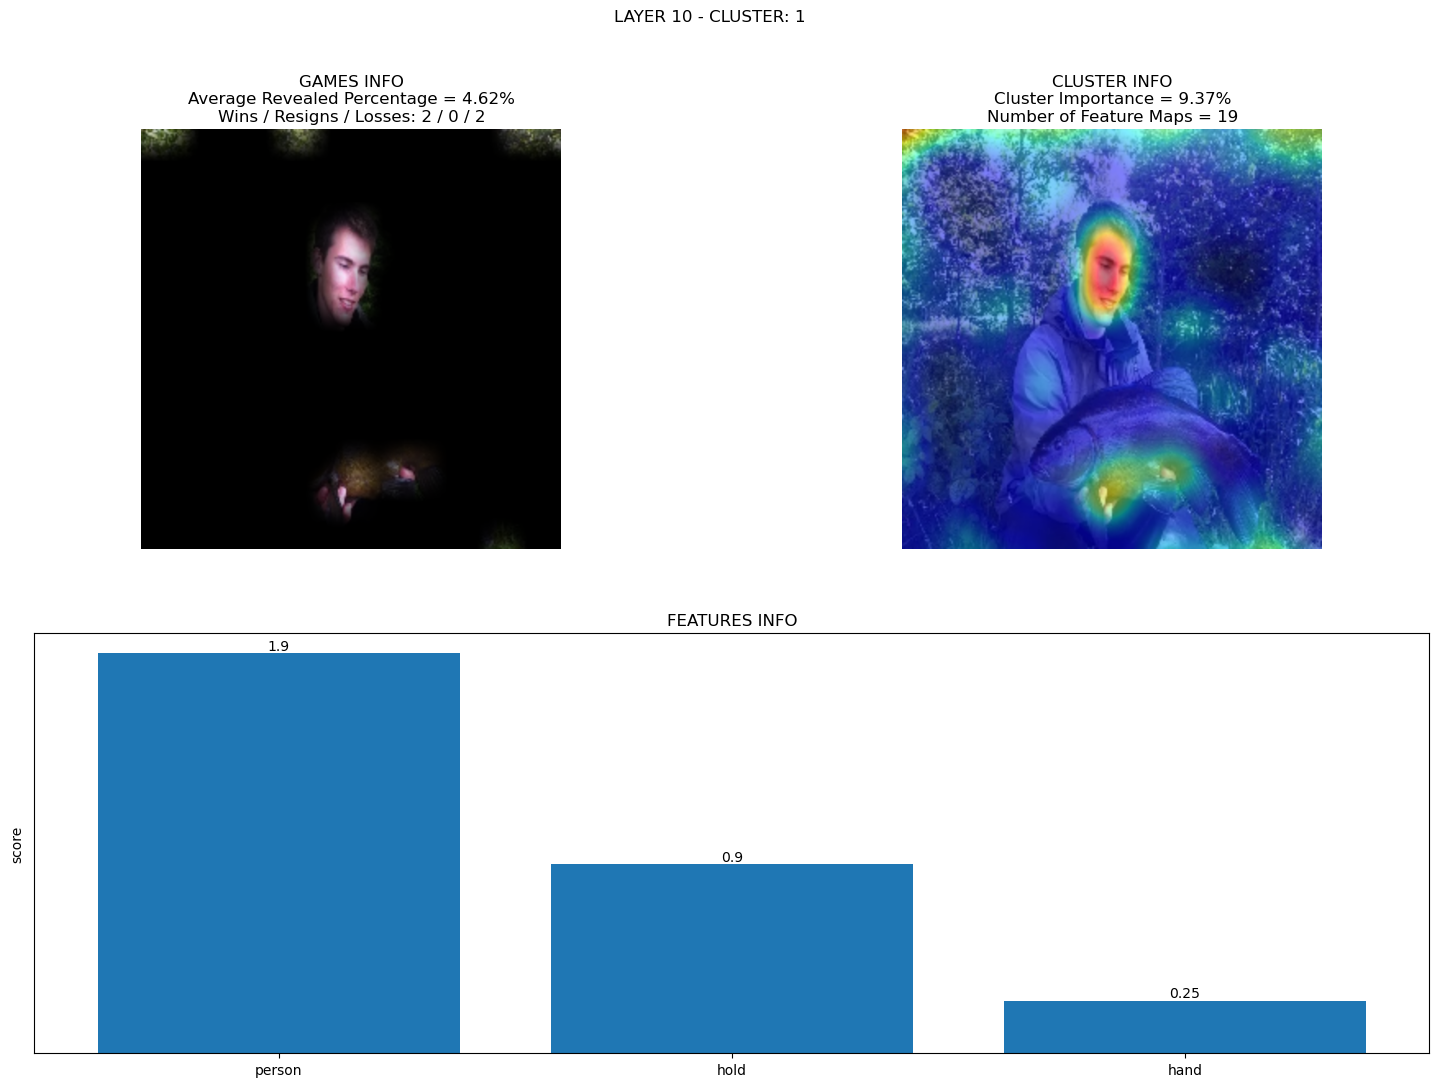 LAYER 10 - CLUSTER: 1
GAMES INFO
Average Revealed Percentage = 4.62%
Wins / Resigns / Losses: 2 / 0 / 2
CLUSTER INFO
Cluster Importance = 9.37%
Number of Feature Maps = 19
FEATURES INFO
score
1.9
0.9
0.25
person
hold
hand